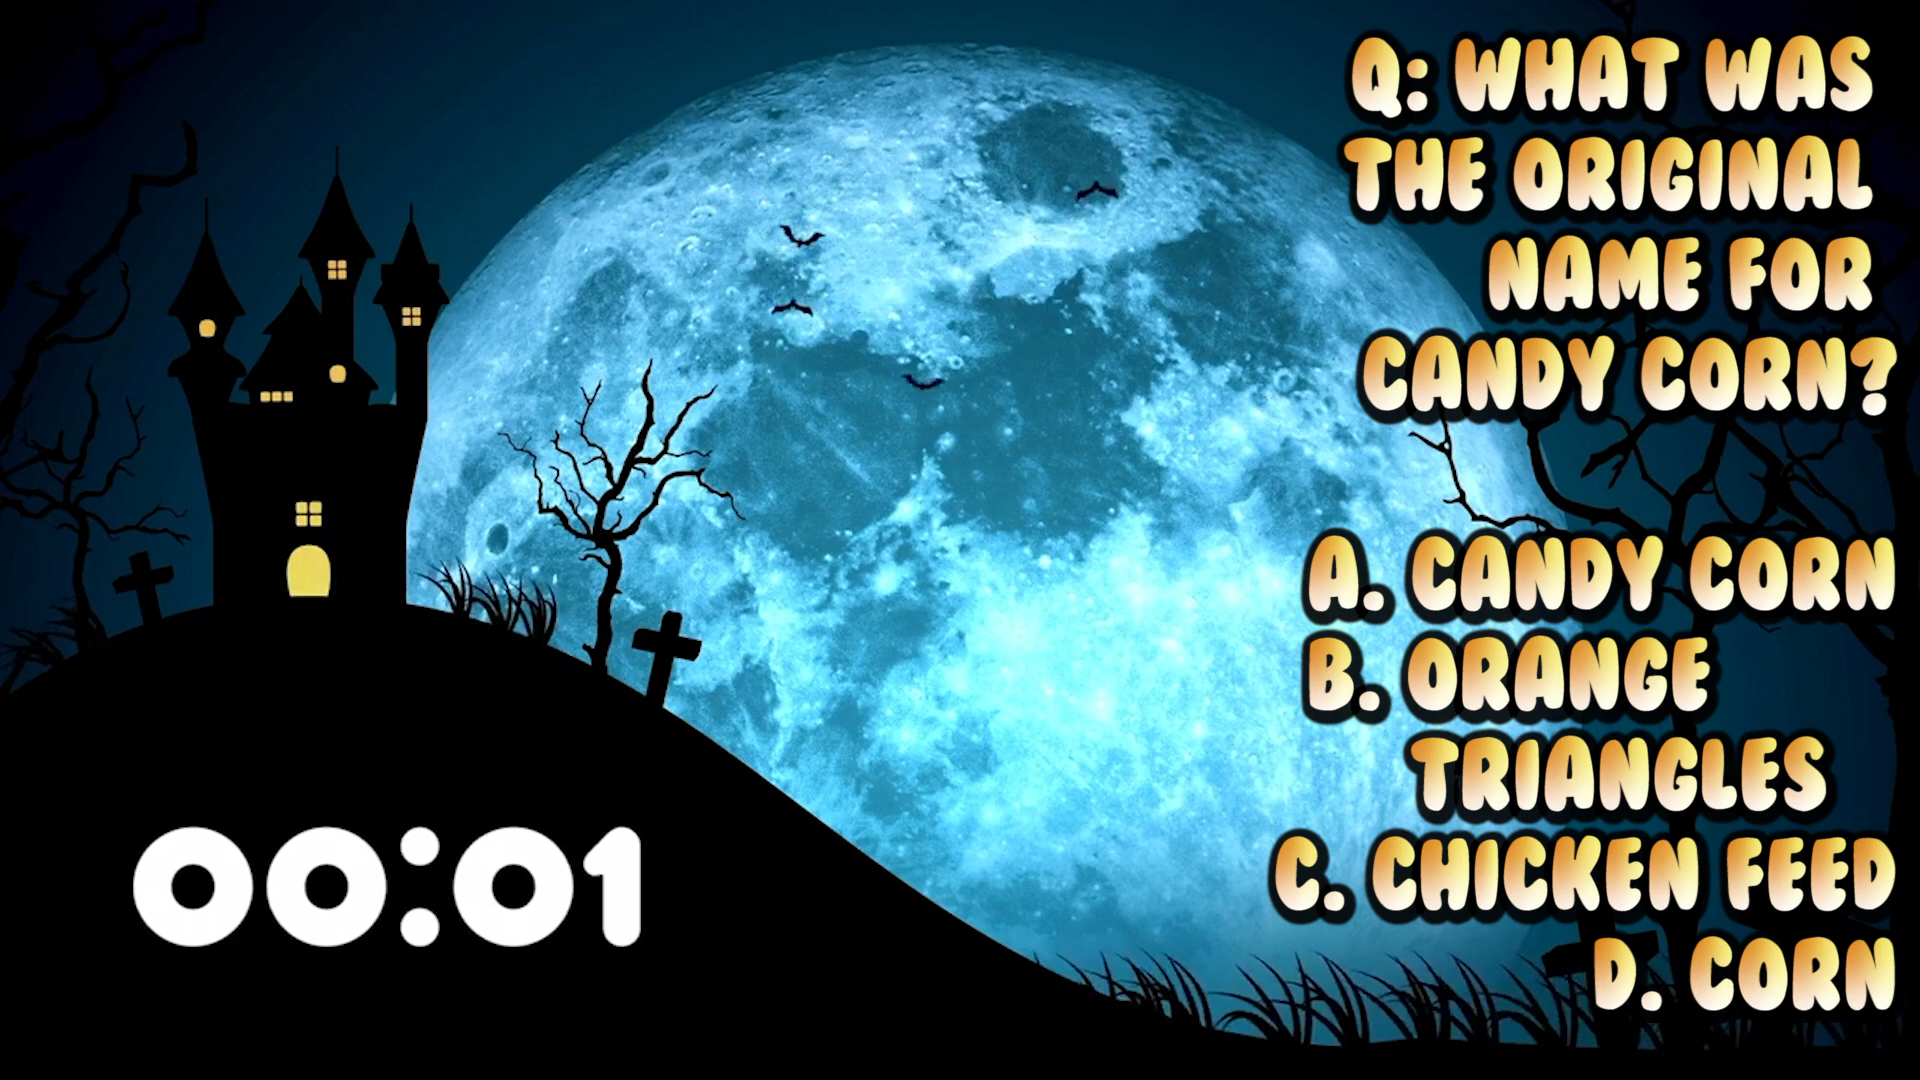 Q: WHAT WAS
THE ORIGINAL
NAME FOR
CANDY CORN?
A. CANDY CORN
B. ORANGE
TRIANGLES
C. CHICKEN FEED
D. CORN
00:01